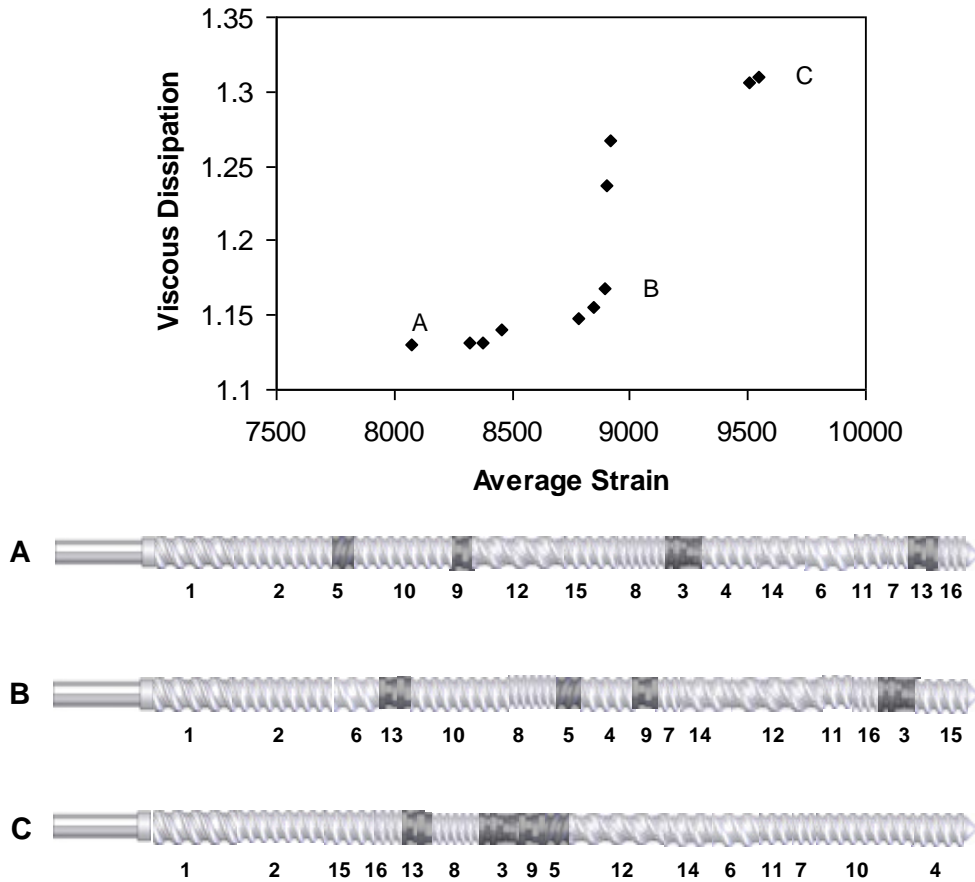 1.35
1.3
1.25
1.2
1.15
1.1
Viscous Dissipation
C
B
A
7500 8000 8500 9000 9500 10000
Average Strain
A
1 2 5 10 9 12 15 8 3 4 14 6 11 7 13 16
B
1 2 6 13 10 8 5 4 9 7 14 12 11 16 3 15
C
1 2 15 16 13 8 3 9 5 12 14 6 11 7 10 4